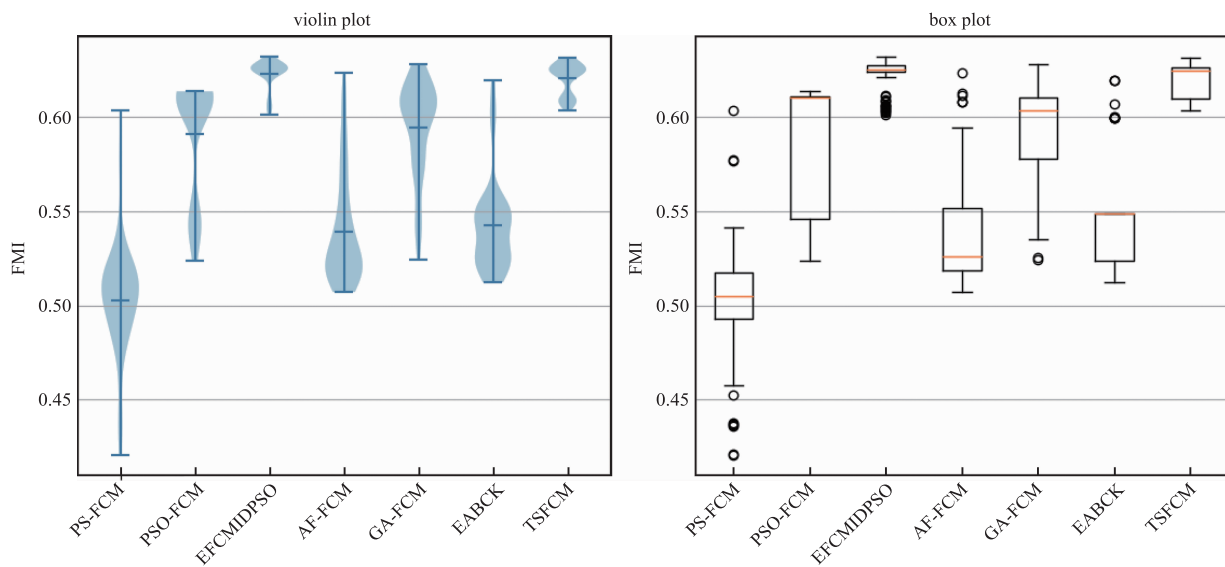 violin plot
FMI
0.60
0.55
0.50
0.45
PS-FCM
PSO-FCM
EFCMIDPSO
AF-FCM
GA-FCM
EABCK
TSFCM
box plot
FMI
0.60
0.55
0.50
0.45
PS-FCM
PSO-FCM
EFCMIDPSO
AF-FCM
GA-FCM
EABCK
TSFCM